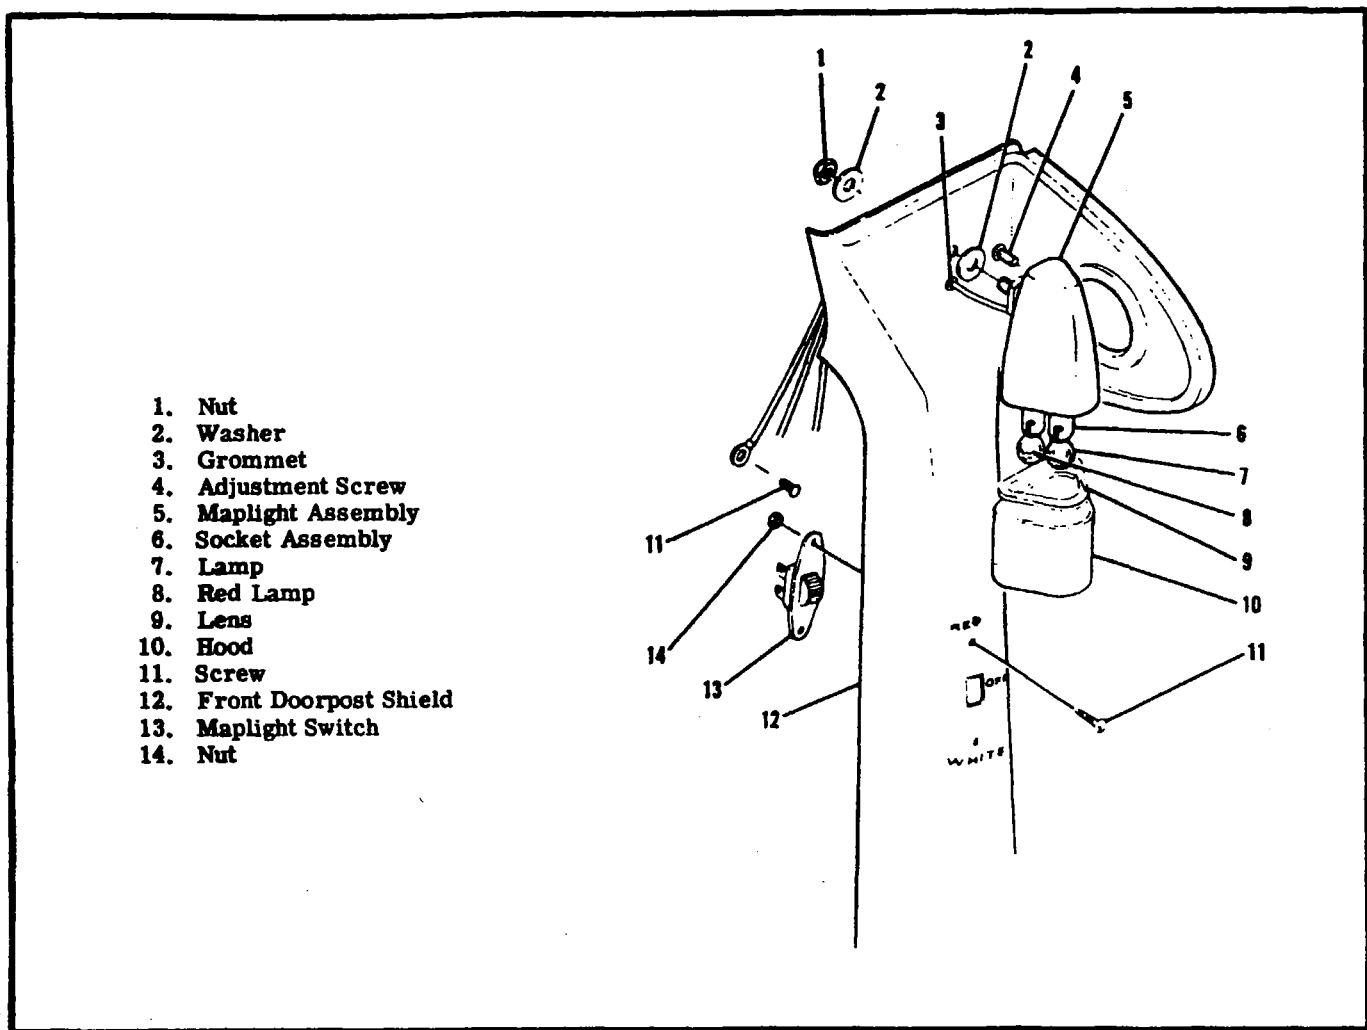 1. Nut
2. Washer
3. Grommet
4. Adjustment Screw
5. Maplight Assembly
6. Socket Assembly
7. Lamp
8. Red Lamp
9. Lens
10. Hood
11. Screw
12. Front Doorpost Shield
13. Maplight Switch
14. Nut
1
2
2
3
4
5
6
7
8
9
10
11
11
12
13
14
RED
OFF
WHITE